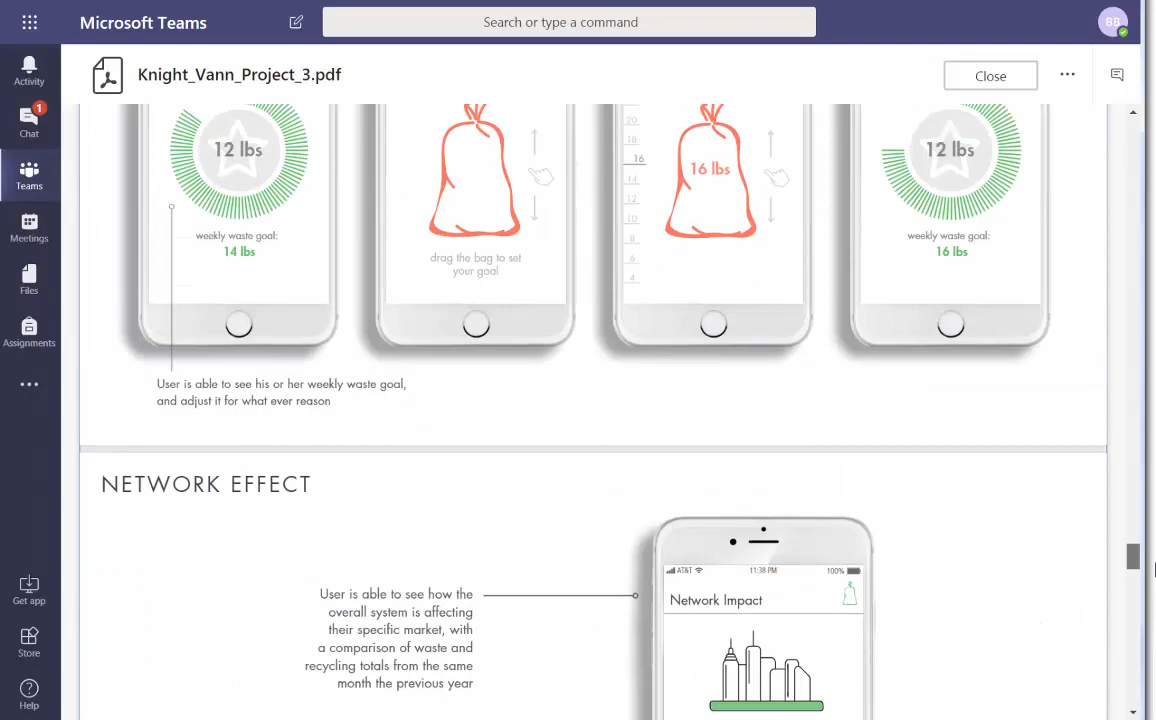 Microsoft Teams
Search or type a command
BB
Activity
1
Chat
Teams
Meetings
Files
Assignments
Get app
Store
Help
Knight_Vann_Project_3.pdf
Close
12 lbs
weekly waste goal:
14 lbs
drag the bag to set
your goal
20
18
16
14
12
10
8
6
4
16 lbs
12 lbs
weekly waste goal:
16 lbs
User is able to see his or her weekly waste goal,
and adjust it for what ever reason
NETWORK EFFECT
User is able to see how the
overall system is affecting
their specific market, with
a comparison of waste and
recycling totals from the same
month the previous year
AT&T 11:38 PM 100%
Network Impact